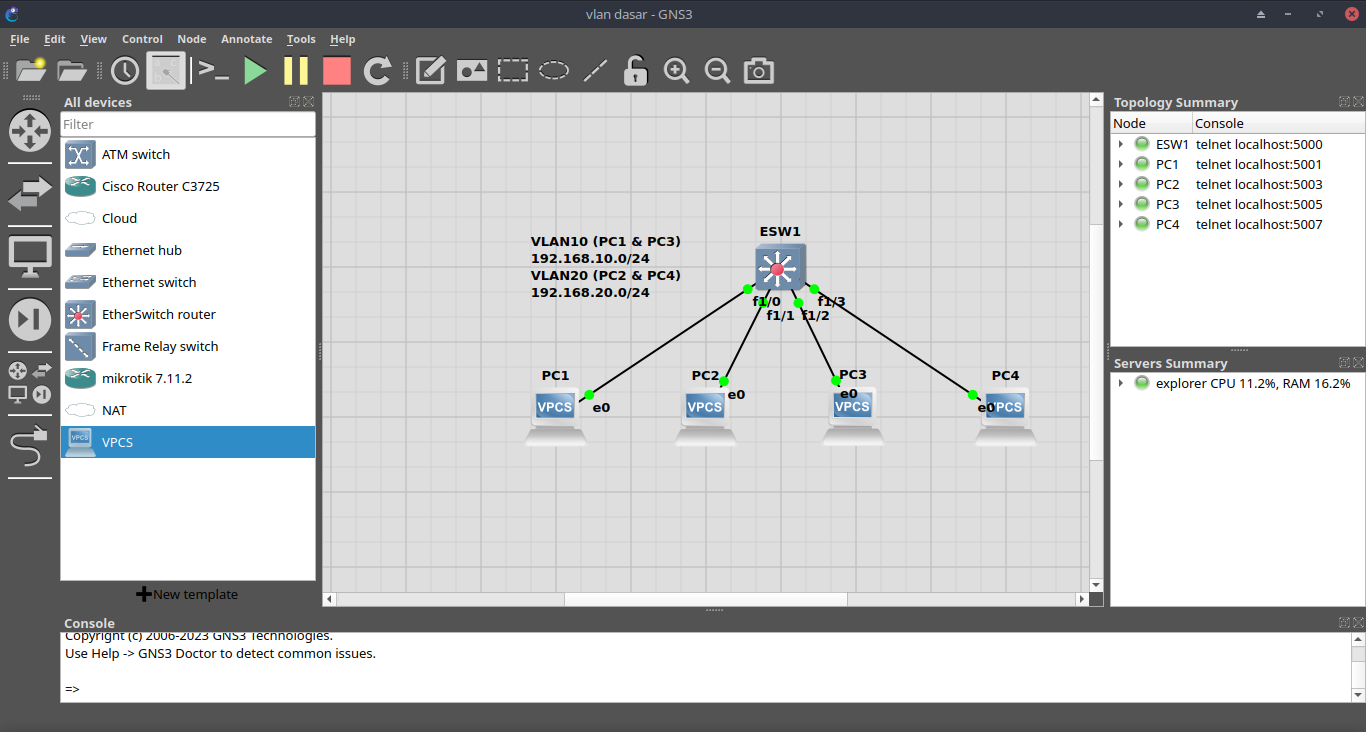 vlan dasar - GNS3
File Edit View Control Node Annotate Tools Help
All devices
Filter
ATM switch
Cisco Router C3725
Cloud
Ethernet hub
Ethernet switch
EtherSwitch router
Frame Relay switch
mikrotik 7.11.2
NAT
VPCS
VPCS
New template
VLAN10 (PC1 & PC3)
192.168.10.0/24
VLAN20 (PC2 & PC4)
192.168.20.0/24
ESW1
f1/0
f1/3
f1/1
f1/2
PC1
VPCS
e0
PC2
VPCS
e0
PC3
VPCS
e0
PC4
VPCS
e0
Topology Summary
Node Console
ESW1 telnet localhost:5000
PC1 telnet localhost:5001
PC2 telnet localhost:5003
PC3 telnet localhost:5005
PC4 telnet localhost:5007
Servers Summary
explorer CPU 11.2%, RAM 16.2%
Console
Copyright (c) 2006-2023 GNS3 Technologies.
Use Help -> GNS3 Doctor to detect common issues.
=>